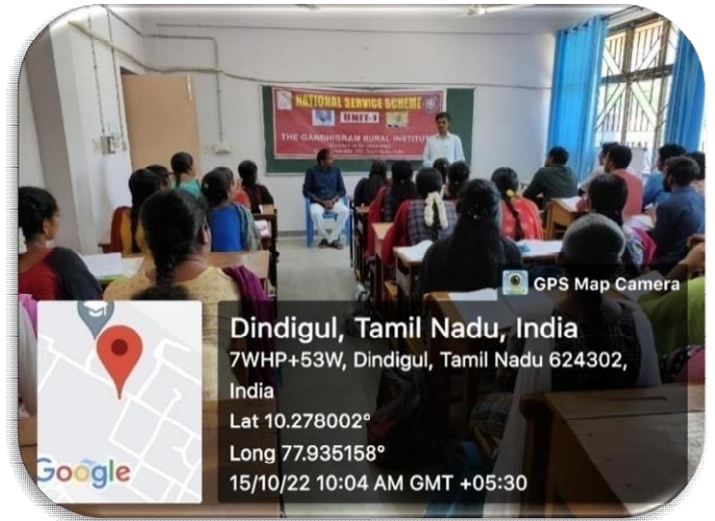 NATIONAL SERVICE SCHEME
UNIT-1
THE GANDHIGRAM RURAL INSTITUTE
GPS Map Camera
Dindigul, Tamil Nadu, India
7WHP+53W, Dindigul, Tamil Nadu 624302,
India
Lat 10.278002°
Long 77.935158°
15/10/22 10:04 AM GMT +05:30
Google